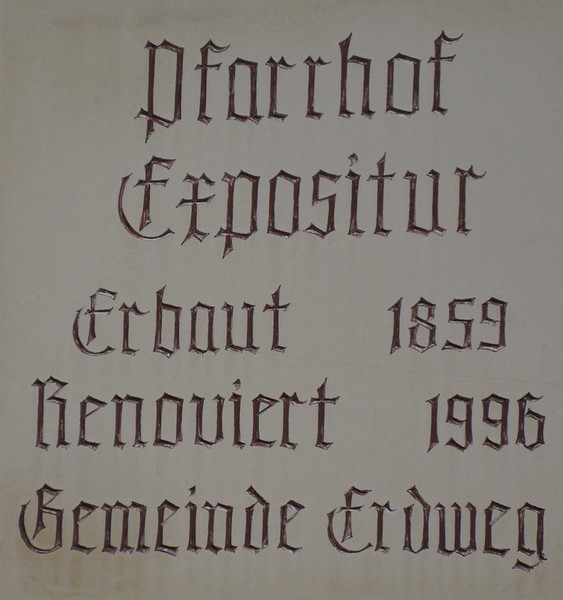 Pfarrhof
Expositur
Erbaut 1859
Renoviert 1996
Gemeinde Erdweg